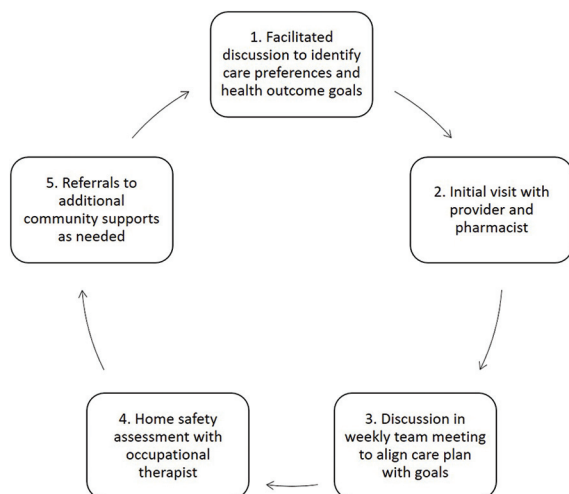 1. Facilitated
discussion to identify
care preferences and
health outcome goals
2. Initial visit with
provider and
pharmacist
3. Discussion in
weekly team meeting
to align care plan
with goals
4. Home safety
assessment with
occupational
therapist
5. Referrals to
additional
community supports
as needed